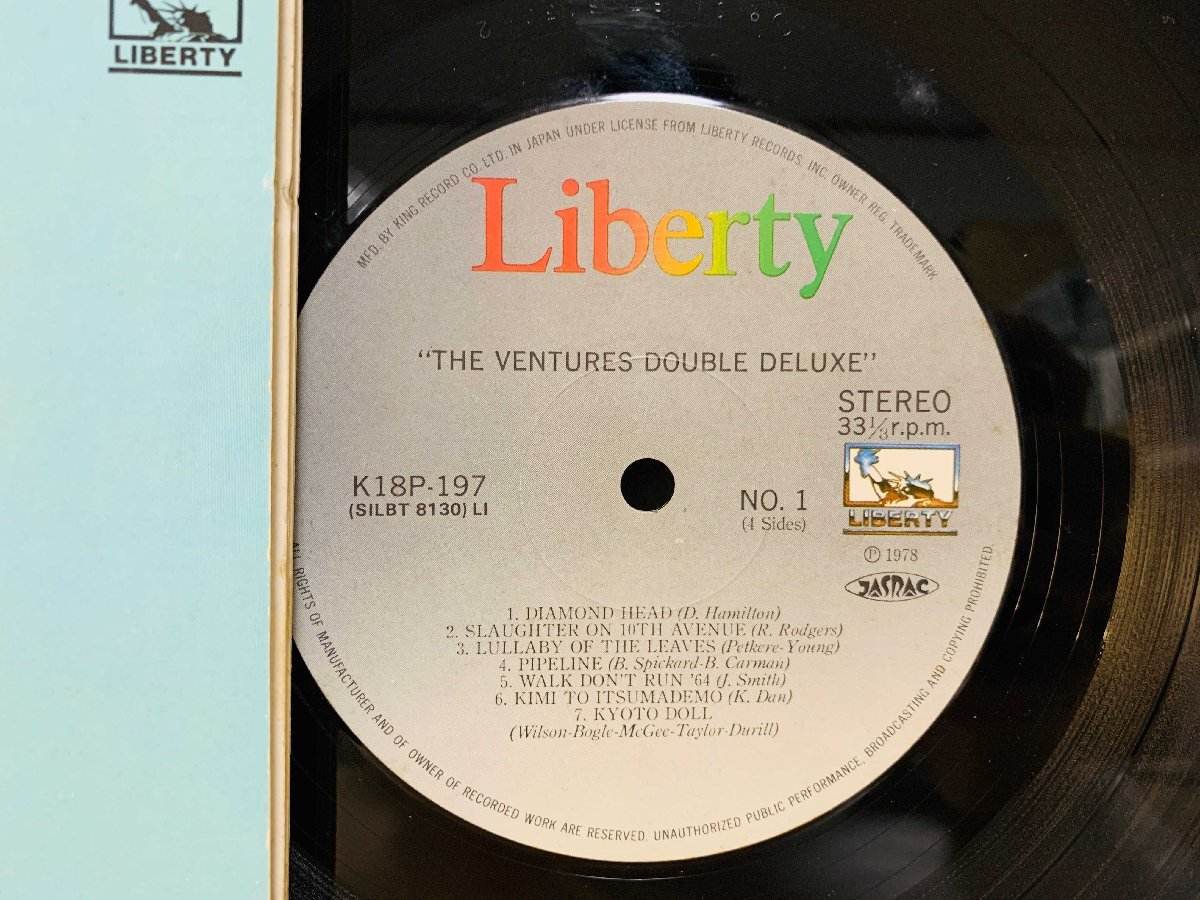 LIBERTY
MFD. BY KING RECORD CO. LTD. IN JAPAN UNDER LICENSE FROM LIBERTY RECORDS, INC. OWNER REG. TRADEMARK
Liberty
"THE VENTURES DOUBLE DELUXE"
STEREO
33 1/3 r.p.m.
K18P-197
(SILBT 8130) LI
NO. 1
(4 Sides)
LIBERTY
Ⓟ 1978
JASRAC
1. DIAMOND HEAD (D. Hamilton)
2. SLAUGHTER ON 10TH AVENUE (R. Rodgers)
3. LULLABY OF THE LEAVES (Petkere-Young)
4. PIPELINE (B. Spickard-B. Carman)
5. WALK DON'T RUN '64 (J. Smith)
6. KIMI TO ITSUMADEMO (K. Dan)
7. KYOTO DOLL
(Wilson-Bogle-McGee-Taylor-Durill)
ALL RIGHTS OF MANUFACTURER AND OF OWNER OF RECORDED WORK ARE RESERVED. UNAUTHORIZED PUBLIC PERFORMANCE, BROADCASTING AND COPYING PROHIBITED